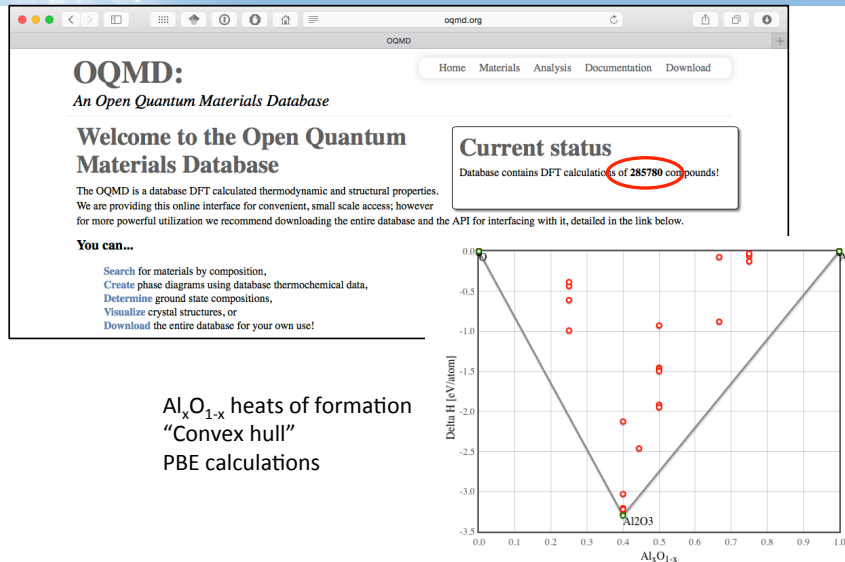 oqmd.org
OQMD
OQMD:
An Open Quantum Materials Database
Home Materials Analysis Documentation Download
Welcome to the Open Quantum
Materials Database
The OQMD is a database DFT calculated thermodynamic and structural properties.
We are providing this online interface for convenient, small scale access; however
for more powerful utilization we recommend downloading the entire database and the API for interfacing with it, detailed in the link below.
Current status
Database contains DFT calculations of 285780 compounds!
You can...
Search for materials by composition,
Create phase diagrams using database thermochemical data,
Determine ground state compositions,
Visualize crystal structures, or
Download the entire database for your own use!
AlxO1-x heats of formation
“Convex hull”
PBE calculations
Delta H [eV/atom]
0.0
-0.5
-1.0
-1.5
-2.0
-2.5
-3.0
-3.5
O
Al2O3
0.0 0.1 0.2 0.3 0.4 0.5 0.6 0.7 0.8 0.9 1.0
AlxO1-x